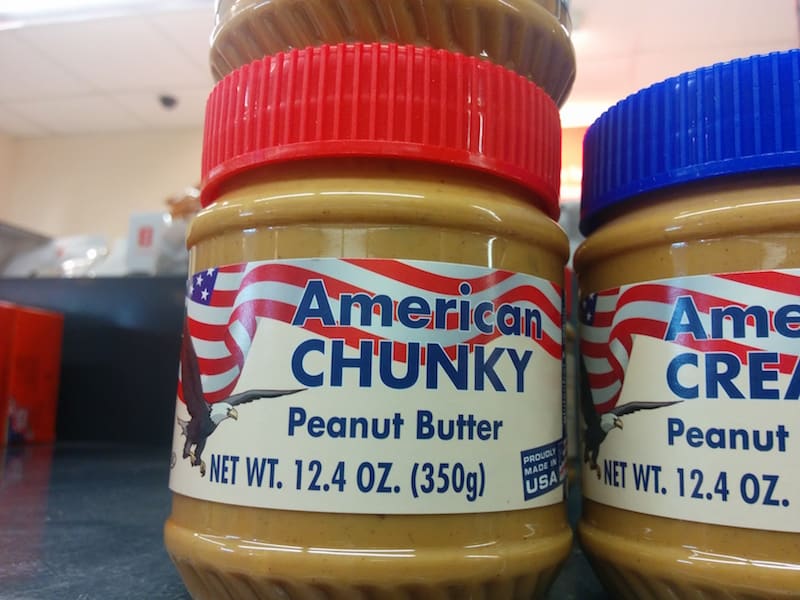 American
CHUNKY
Peanut Butter
NET WT. 12.4 OZ. (350g)
PROUDLY
MADE IN
USA
Ame
CREA
Peanut
NET WT. 12.4 OZ.